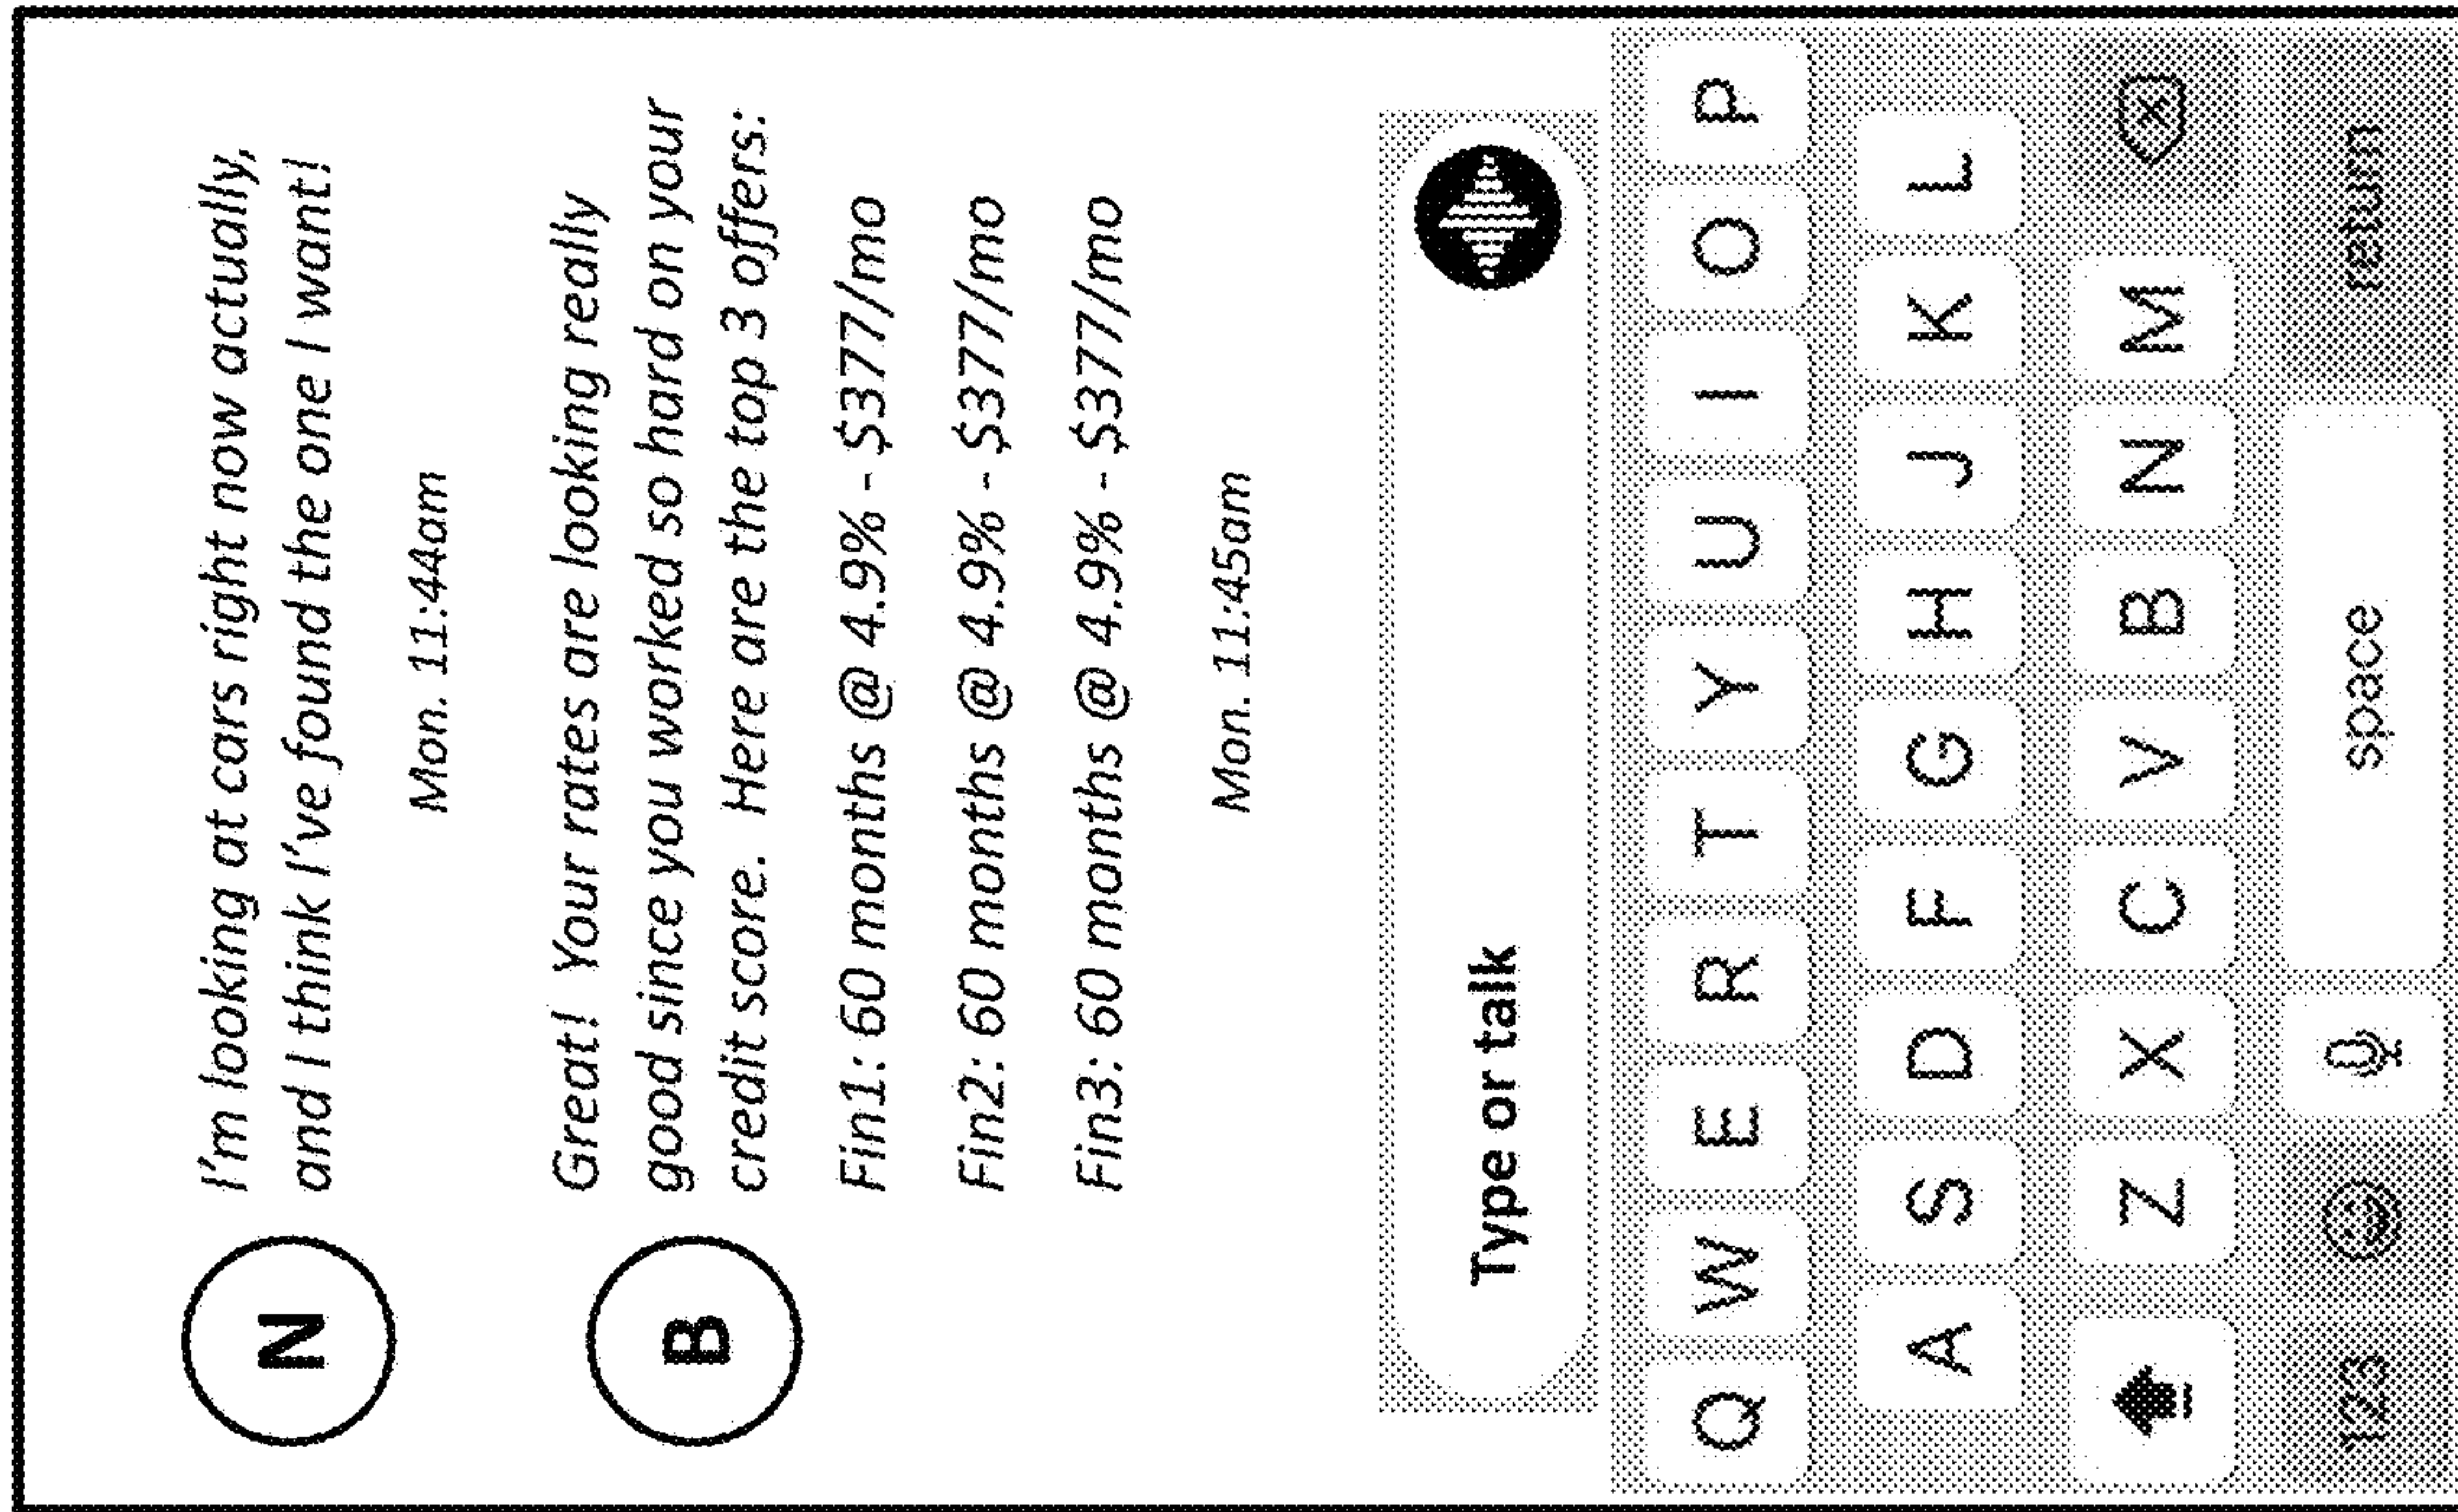 N
I'm looking at cars right now actually,
and I think I've found the one I want!
Mon. 11:44am
B
Great!  Your rates are looking really
good since you worked so hard on your
credit score.  Here are the top 3 offers:
Fin1: 60 months @ 4.9% - $377/mo
Fin2: 60 months @ 4.9% - $377/mo
Fin3: 60 months @ 4.9% - $377/mo
Mon. 11:45am
Type or talk
Q W E R T Y U I O P
A S D F G H J K L
Z X C V B N M
123 space return